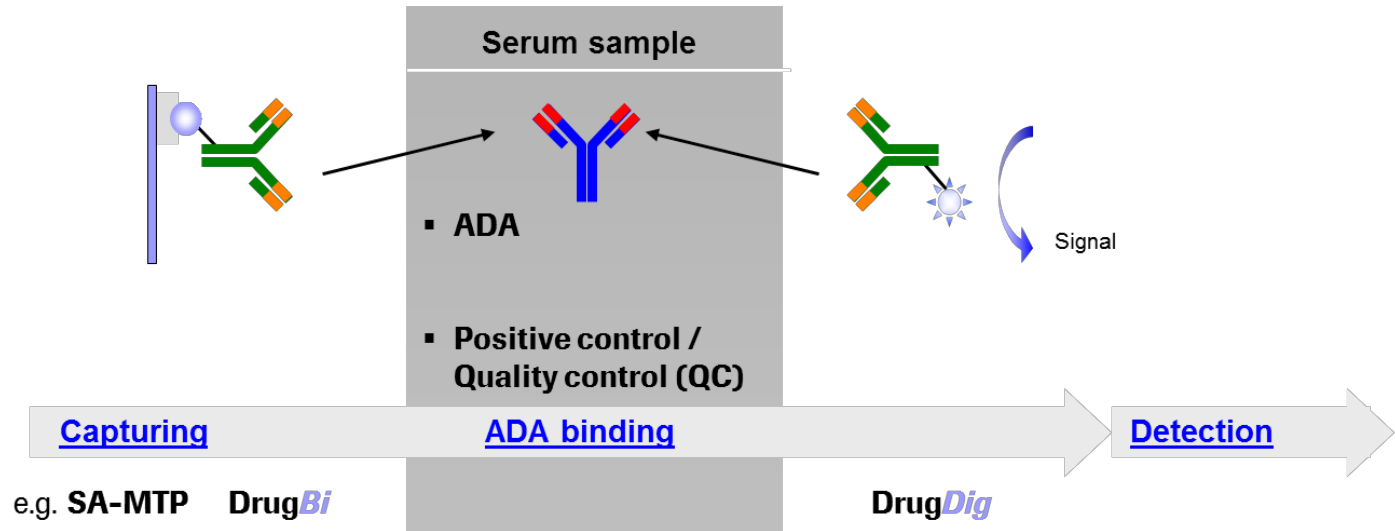 Serum sample
Signal
▪ ADA
▪ Positive control /
Quality control (QC)
Capturing
ADA binding
Detection
e.g. SA-MTP
DrugBi
DrugDig